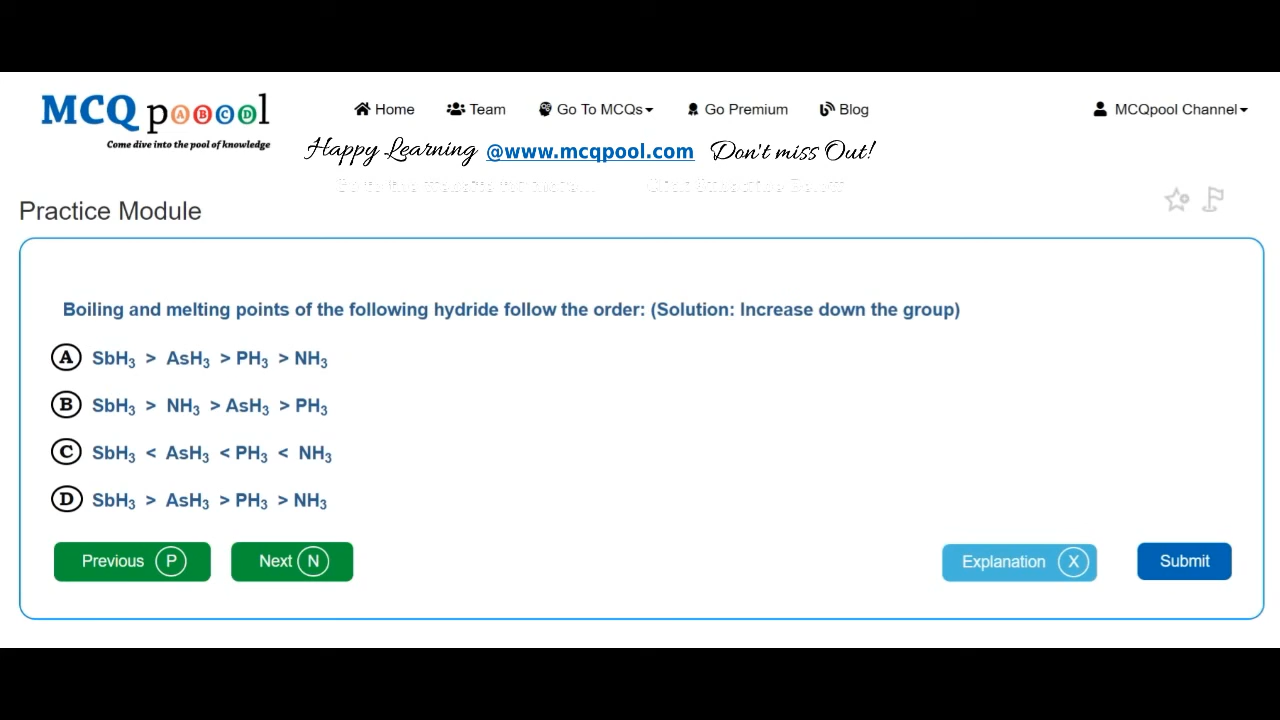 MCQ pABCDl
Come dive into the pool of knowledge
Home Team Go To MCQs Go Premium Blog MCQpool Channel
Happy Learning @www.mcqpool.com Don't miss Out!
Practice Module
Boiling and melting points of the following hydride follow the order: (Solution: Increase down the group)
A SbH₃ > AsH₃ > PH₃ > NH₃
B SbH₃ > NH₃ > AsH₃ > PH₃
C SbH₃ < AsH₃ < PH₃ < NH₃
D SbH₃ > AsH₃ > PH₃ > NH₃
Previous P Next N Explanation X Submit